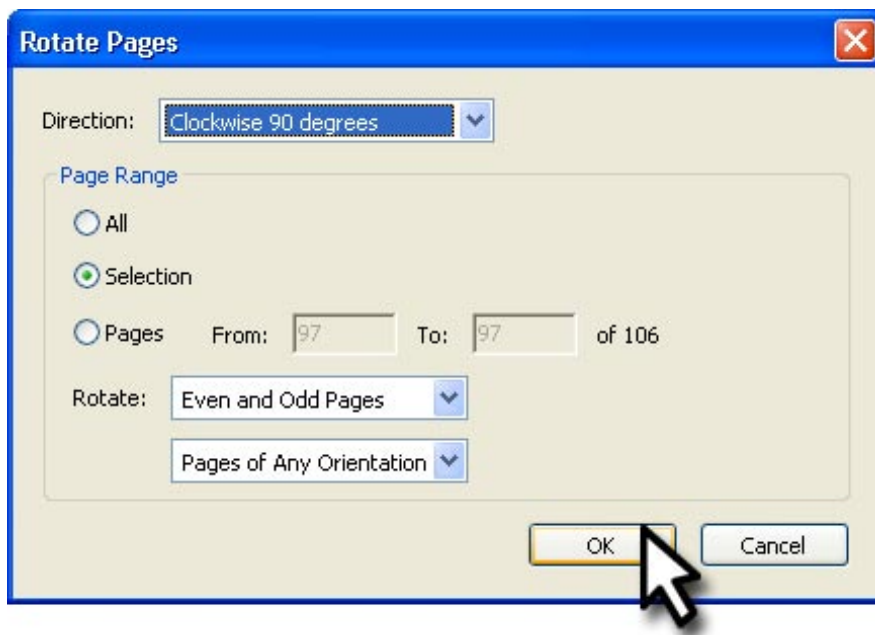 Rotate Pages
Direction: Clockwise 90 degrees
Page Range
All
Selection
Pages From: 97 To: 97 of 106
Rotate: Even and Odd Pages
Pages of Any Orientation
OK Cancel